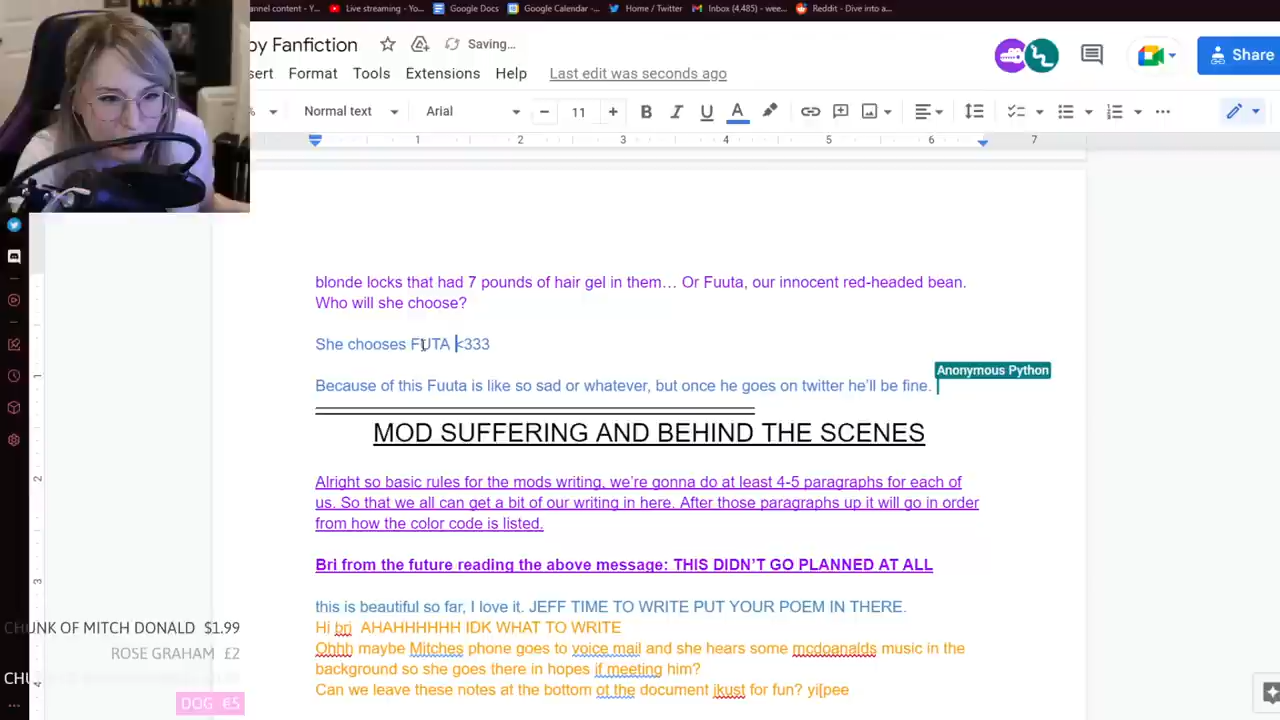 annel content - Y...
Live streaming - Yo...
Google Docs
Google Calendar -...
Home / Twitter
Inbox (4,485) - wee...
Reddit - Dive into a...
by Fanfiction
Saving...
sert
Format
Tools
Extensions
Help
Last edit was seconds ago
Share
%
Normal text
Arial
11
B
I
U
A
1
2
3
4
5
6
7
blonde locks that had 7 pounds of hair gel in them... Or Fuuta, our innocent red-headed bean.
Who will she choose?
She chooses FUTA <333
Anonymous Python
Because of this Fuuta is like so sad or whatever, but once he goes on twitter he'll be fine.
MOD SUFFERING AND BEHIND THE SCENES
Alright so basic rules for the mods writing, we're gonna do at least 4-5 paragraphs for each of
us. So that we all can get a bit of our writing in here. After those paragraphs up it will go in order
from how the color code is listed.
Bri from the future reading the above message: THIS DIDN'T GO PLANNED AT ALL
this is beautiful so far, I love it. JEFF TIME TO WRITE PUT YOUR POEM IN THERE.
Hi bri AHAHHHHHH IDK WHAT TO WRITE
Ohhh maybe Mitches phone goes to voice mail and she hears some mcdoanalds music in the
background so she goes there in hopes if meeting him?
Can we leave these notes at the bottom ot the document jkust for fun? yi[pee
1
2
3
4
CHUNK OF MITCH DONALD $1.99
ROSE GRAHAM £2
CHU
DOG €5